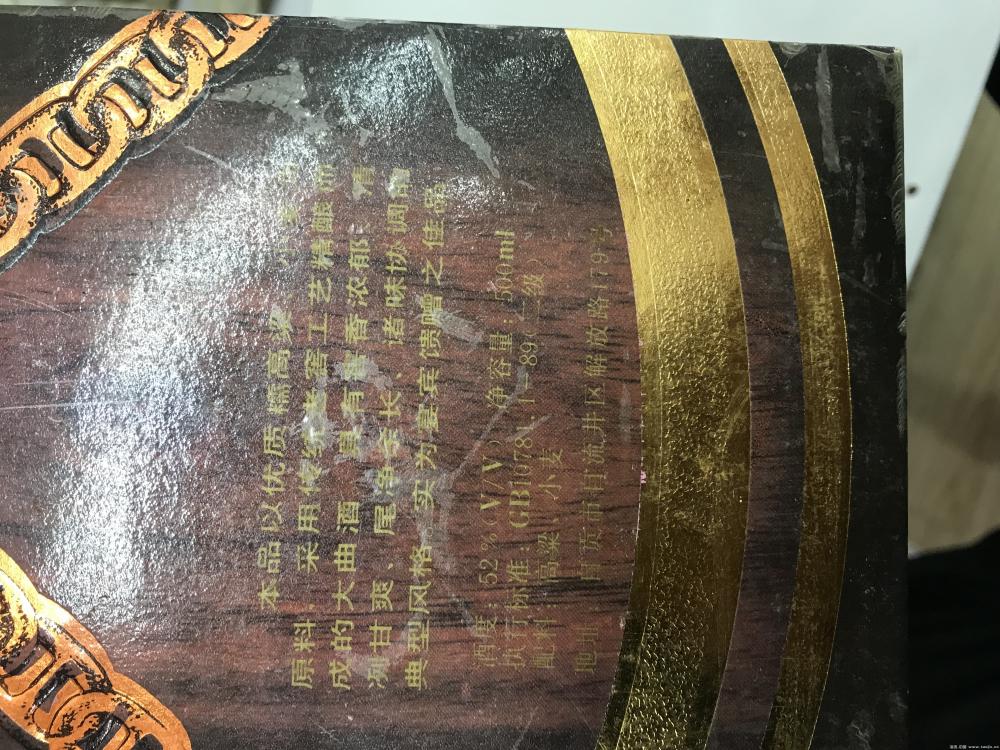 本品以优质糯高粱、小麦为
原料、采用传统老窖工艺精酿而
成的大曲酒 具有窖香浓郁 清
冽甘爽、尾净余长、诸味协调的
典型风格 实为宴宾馈赠之佳品
酒度:52%(V/V) 净容量:500ml
执行标准:GB10781.1-89(级)
配料:高粱、小麦
地址:自贡市自流井区解放路179号